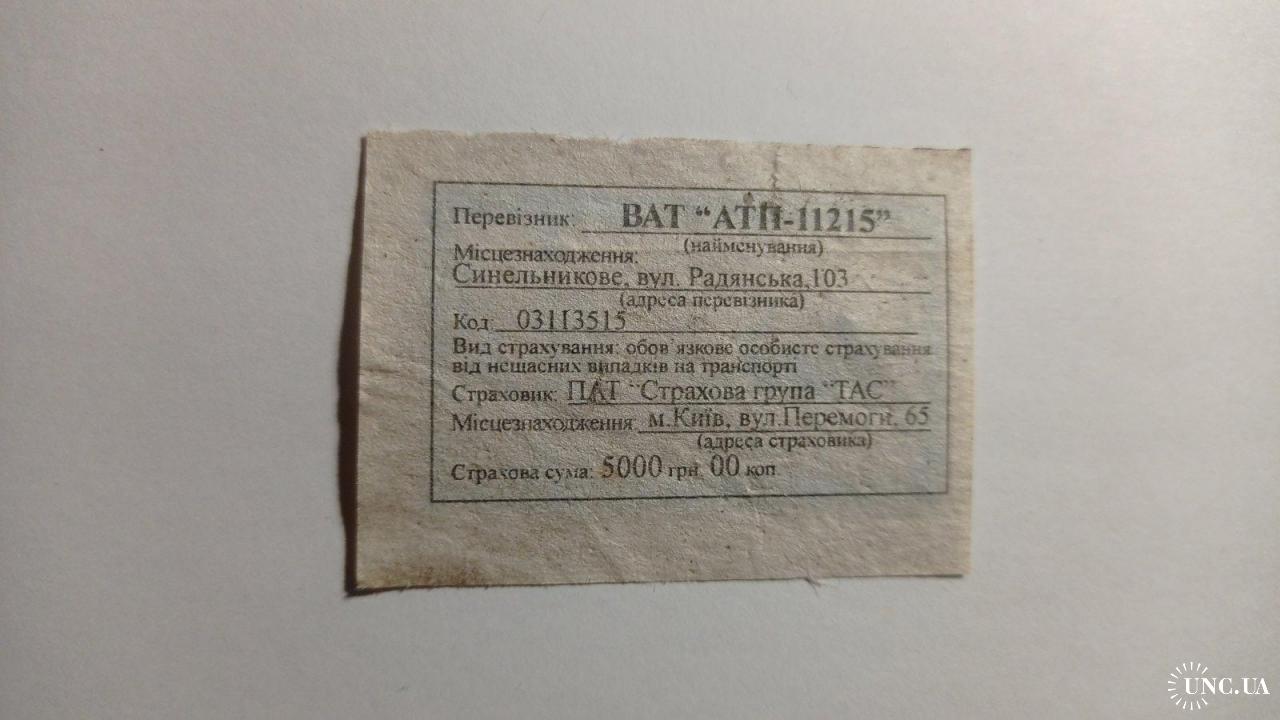 Перевізник: ВАТ “АТП-11215”
(найменування)
Місцезнаходження:
Синельникове, вул. Радянська,103
(адреса перевізника)
Код 03113515
Вид страхування: обов'язкове особисте страхування
від нещасних випадків на транспорті
Страховик: ПАТ “Страхова група “ТАС”
Місцезнаходження м.Київ, вул.Перемоги, 65
(адреса страховика)
Страхова сума: 5000 грн. 00 коп.
UNC.UA